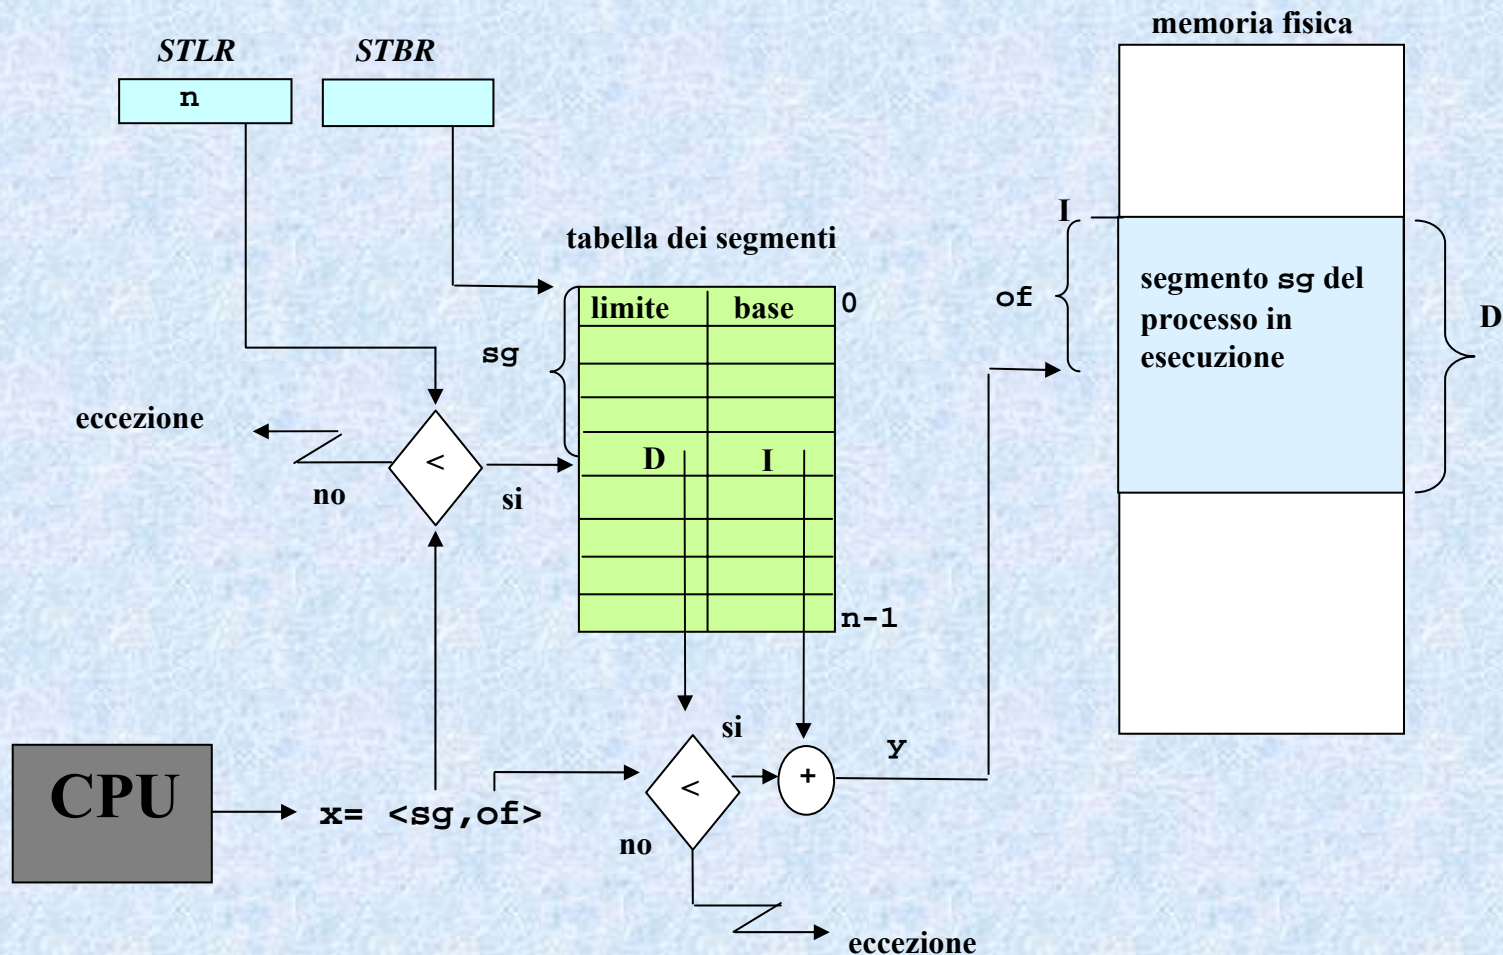 memoria fisica
STLR
STBR
n
I
tabella dei segmenti
limite
base
0
of
segmento sg del
processo in
esecuzione
D
sg
eccezione
<
no
si
D
I
n-1
si
y
CPU
x= <sg,of>
<
+
no
eccezione